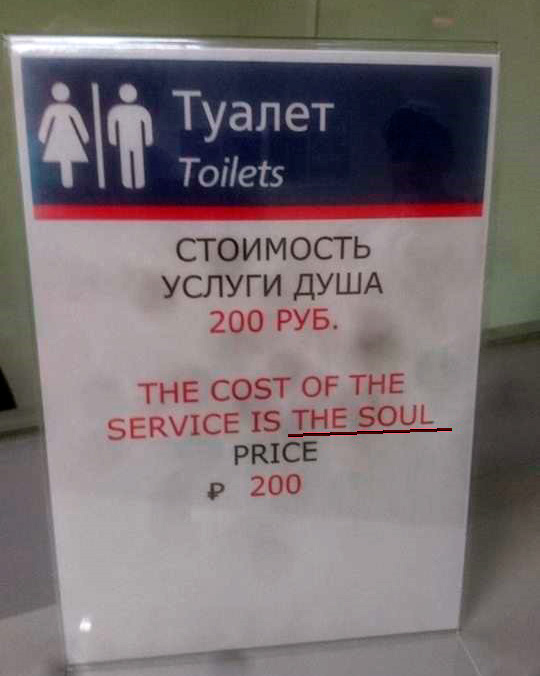 Туалет
Toilets
СТОИМОСТЬ
УСЛУГИ ДУША
200 РУБ.
THE COST OF THE
SERVICE IS THE SOUL
PRICE
₽ 200